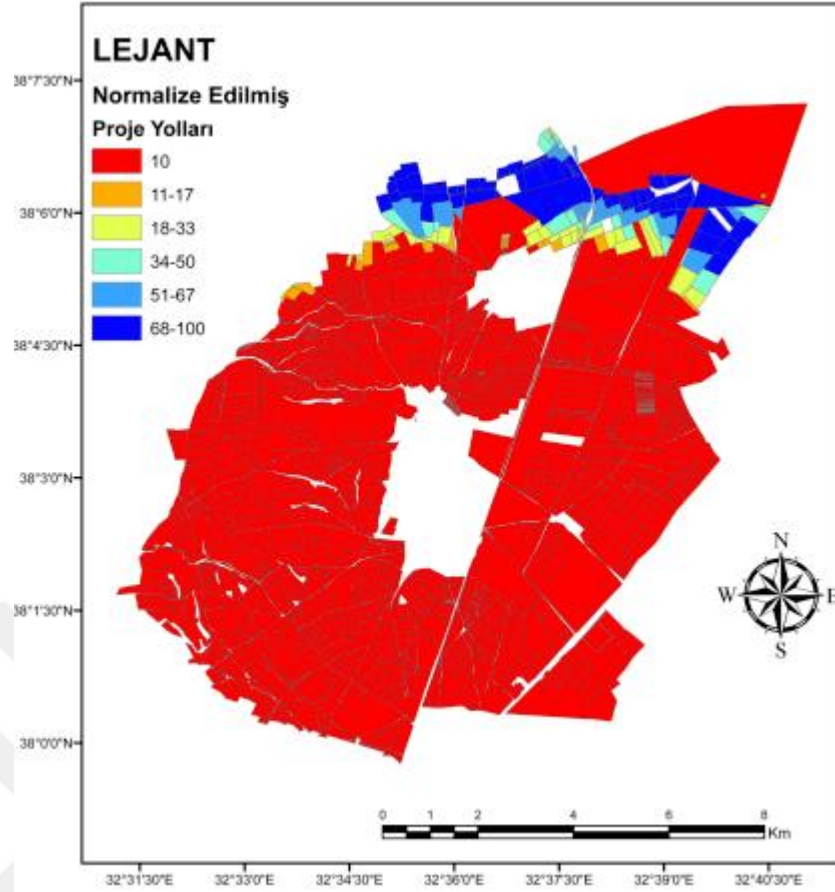 LEJANT
Normalize Edilmiş
Proje Yolları
10
11-17
18-33
34-50
51-67
68-100
38°7'30"N
38°6'0"N
38°4'30"N
38°3'0"N
38°1'30"N
38°0'0"N
N
W E
S
0 1 2 4 6 8
Km
32°31'30"E 32°33'0"E 32°34'30"E 32°36'0"E 32°37'30"E 32°39'0"E 32°40'30"E